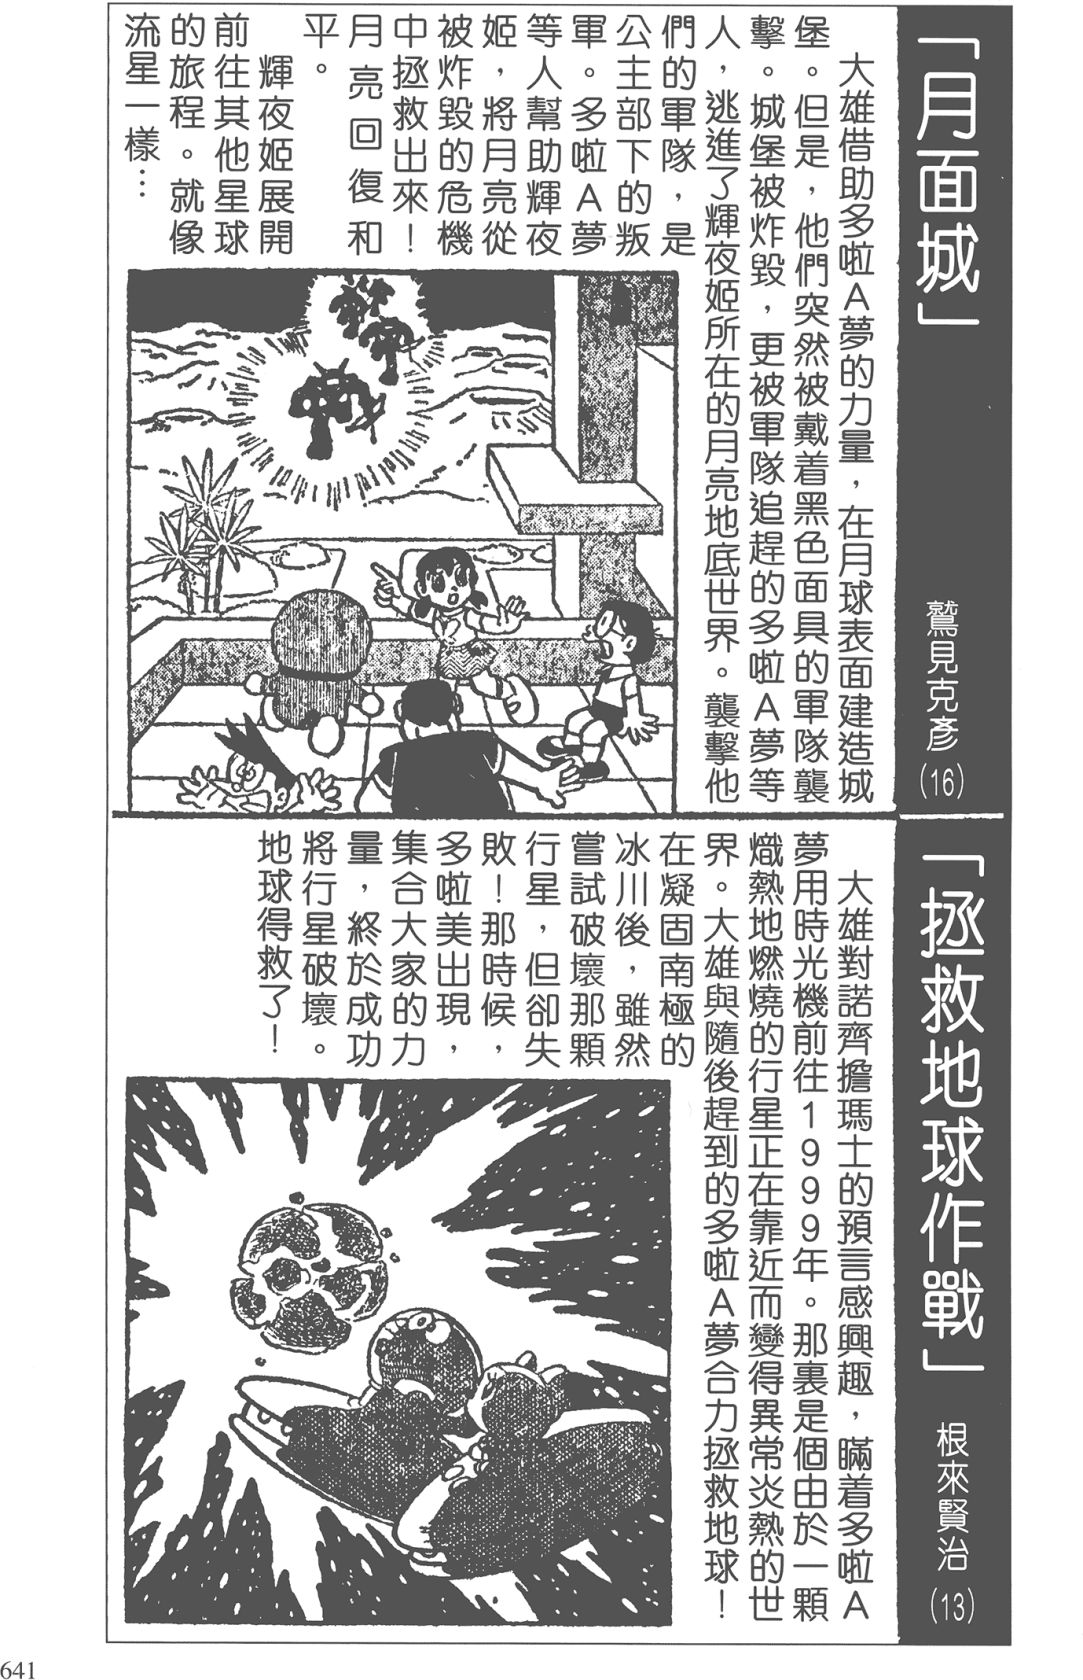 「月面城」
鷲見克彥(16)
大雄借助多啦A夢的力量，在月球表面建造城
堡。但是，他們突然被戴着黑色面具的軍隊襲
擊。城堡被炸毀，更被軍隊追趕的多啦A夢等
人，逃進了輝夜姬所在的月亮地底世界。襲擊他
們的軍隊，是
公主部下的叛
軍。多啦A夢
等人幫助輝夜
姬，將月亮從
被炸毀的危機
中拯救出來！
月亮回復和
平。
輝夜姬展開
前往其他星球
的旅程。就像
流星一樣…
「拯救地球作戰」
根來賢治(13)
大雄對諾齊擔瑪士的預言感興趣，瞞着多啦A
夢用時光機前往1999年。那裏是個由於一顆
熾熱地燃燒的行星正在靠近而變得異常炎熱的世
界。大雄與隨後趕到的多啦A夢合力拯救地球！
在凝固南極的
冰川後，雖然
嘗試破壞那顆
行星，但卻失
敗！那時候，
多啦美出現，
集合大家的力
量，終於成功
將行星破壞。
地球得救了！
641